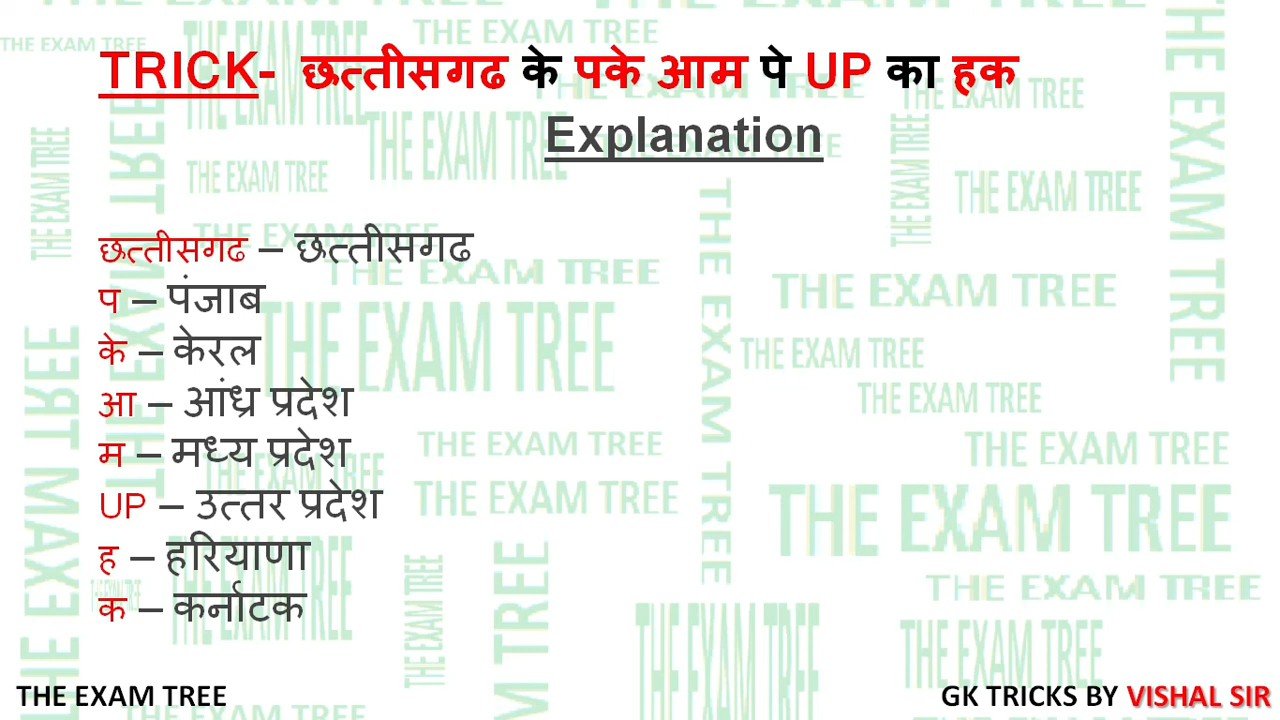 TRICK- छत्तीसगढ के पके आम पे UP का हक
Explanation
छत्तीसगढ – छत्तीसगढ
प – पंजाब
के – केरल
आ – आंध्र प्रदेश
म – मध्य प्रदेश
UP – उत्तर प्रदेश
ह – हरियाणा
क – कर्नाटक
THE EXAM TREE
GK TRICKS BY VISHAL SIR